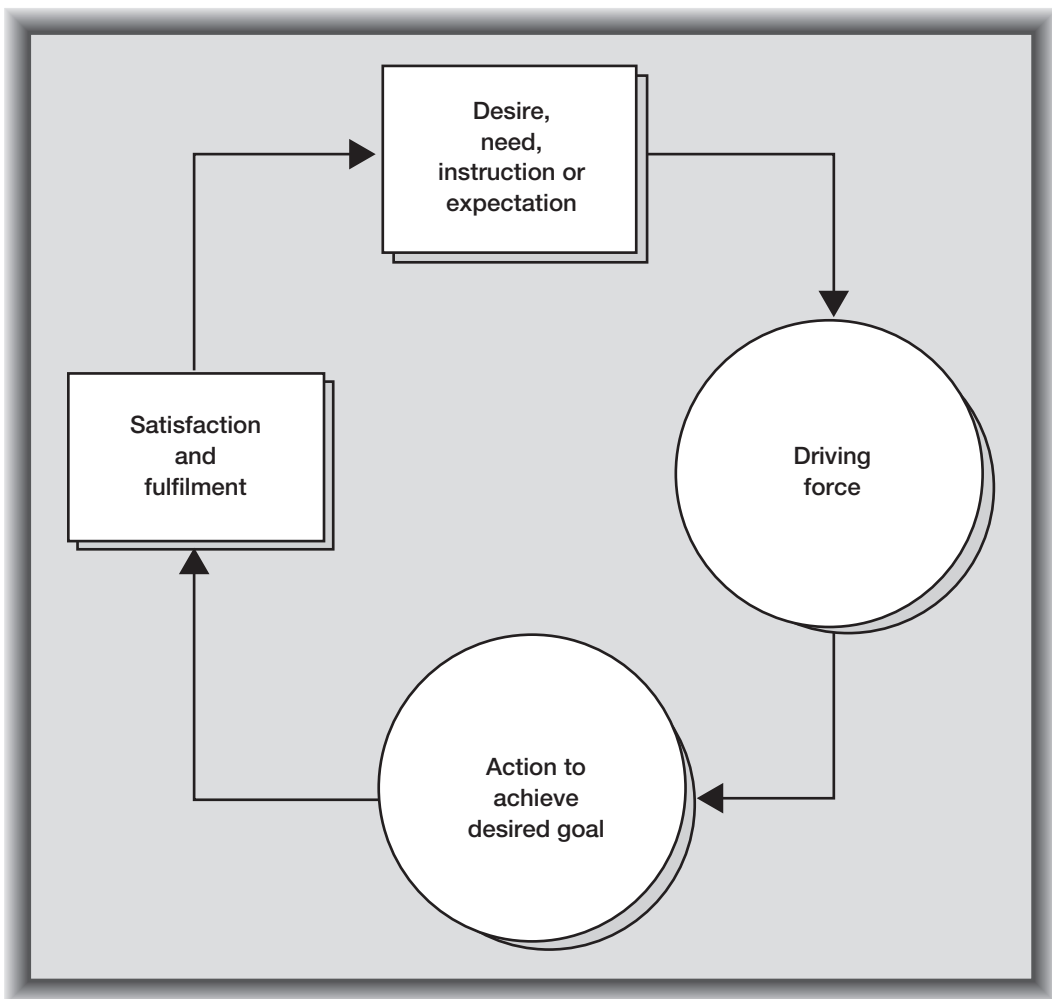 Desire,
need,
instruction or
expectation
Driving
force
Action to
achieve
desired goal
Satisfaction
and
fulfilment